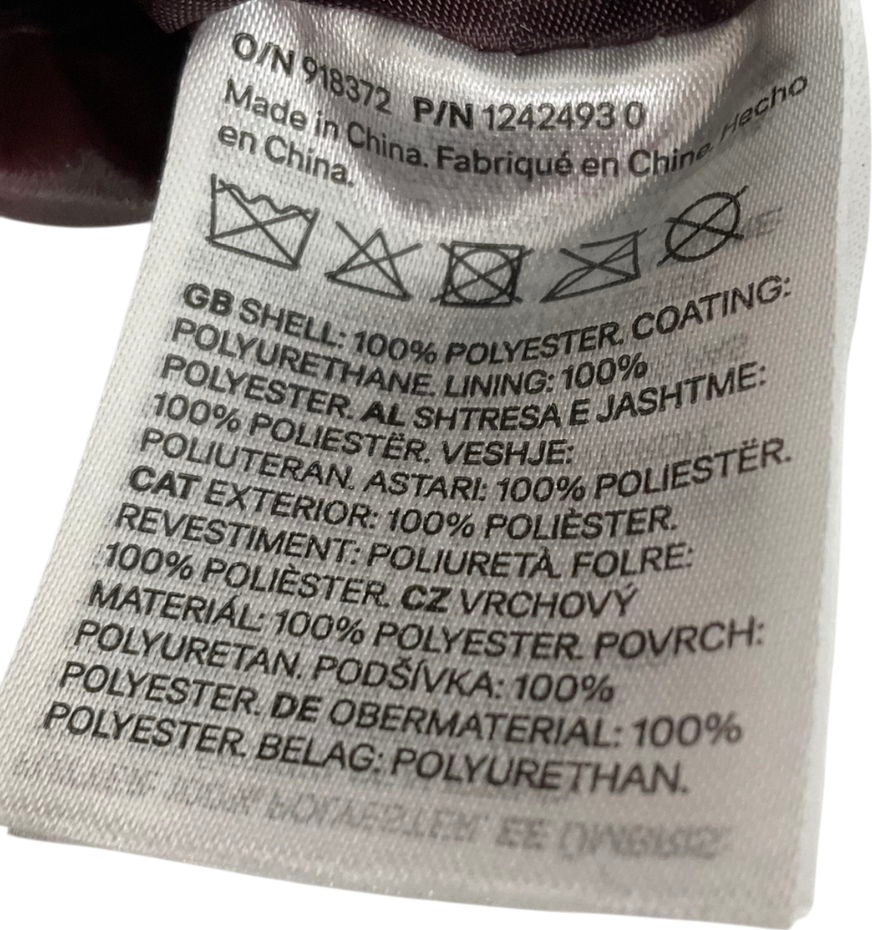 O/N 918372 P/N 1242493 0
Made in China. Fabriqué en Chine. Hecho
en China.
GB SHELL: 100% POLYESTER. COATING:
POLYURETHANE. LINING: 100%
POLYESTER. AL SHTRESA E JASHTME:
100% POLIESTËR. VESHJE:
POLIUTERAN. ASTARI: 100% POLIESTËR.
CAT EXTERIOR: 100% POLIÈSTER.
REVESTIMENT: POLIURETÀ. FOLRE:
100% POLIÈSTER. CZ VRCHOVÝ
MATERIÁL: 100% POLYESTER. POVRCH:
POLYURETAN. PODŠÍVKA: 100%
POLYESTER. DE OBERMATERIAL: 100%
POLYESTER. BELAG: POLYURETHAN.